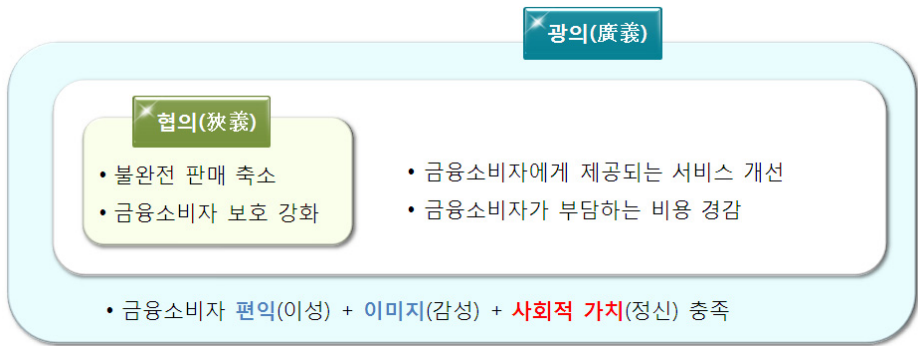 광의(廣義)
협의(狹義)
• 불완전 판매 축소
• 금융소비자 보호 강화
• 금융소비자에게 제공되는 서비스 개선
• 금융소비자가 부담하는 비용 경감
• 금융소비자 편익(이성) + 이미지(감성) + 사회적 가치(정신) 충족